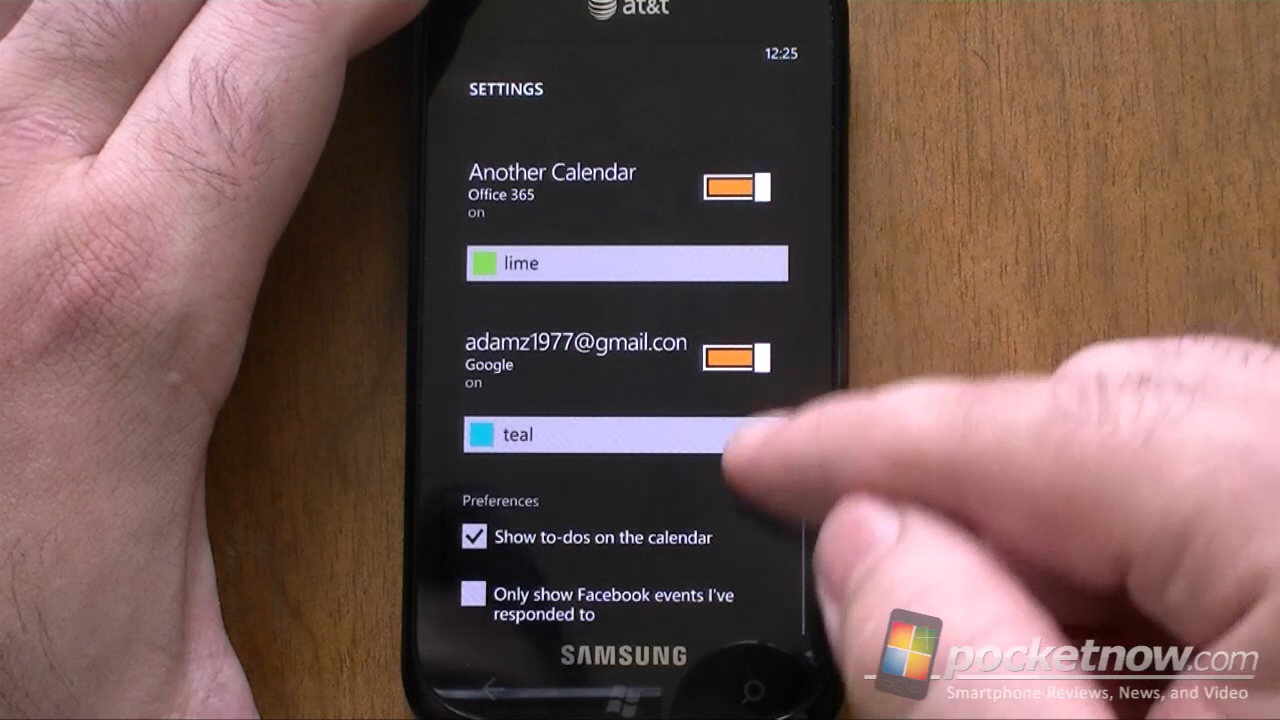 at&t
12:25
SETTINGS
Another Calendar
Office 365
on
lime
adamz1977@gmail.con
Google
on
teal
Preferences
Show to-dos on the calendar
Only show Facebook events I've
responded to
SAMSUNG
pocketnow.com
Smartphone Reviews, News, and Video